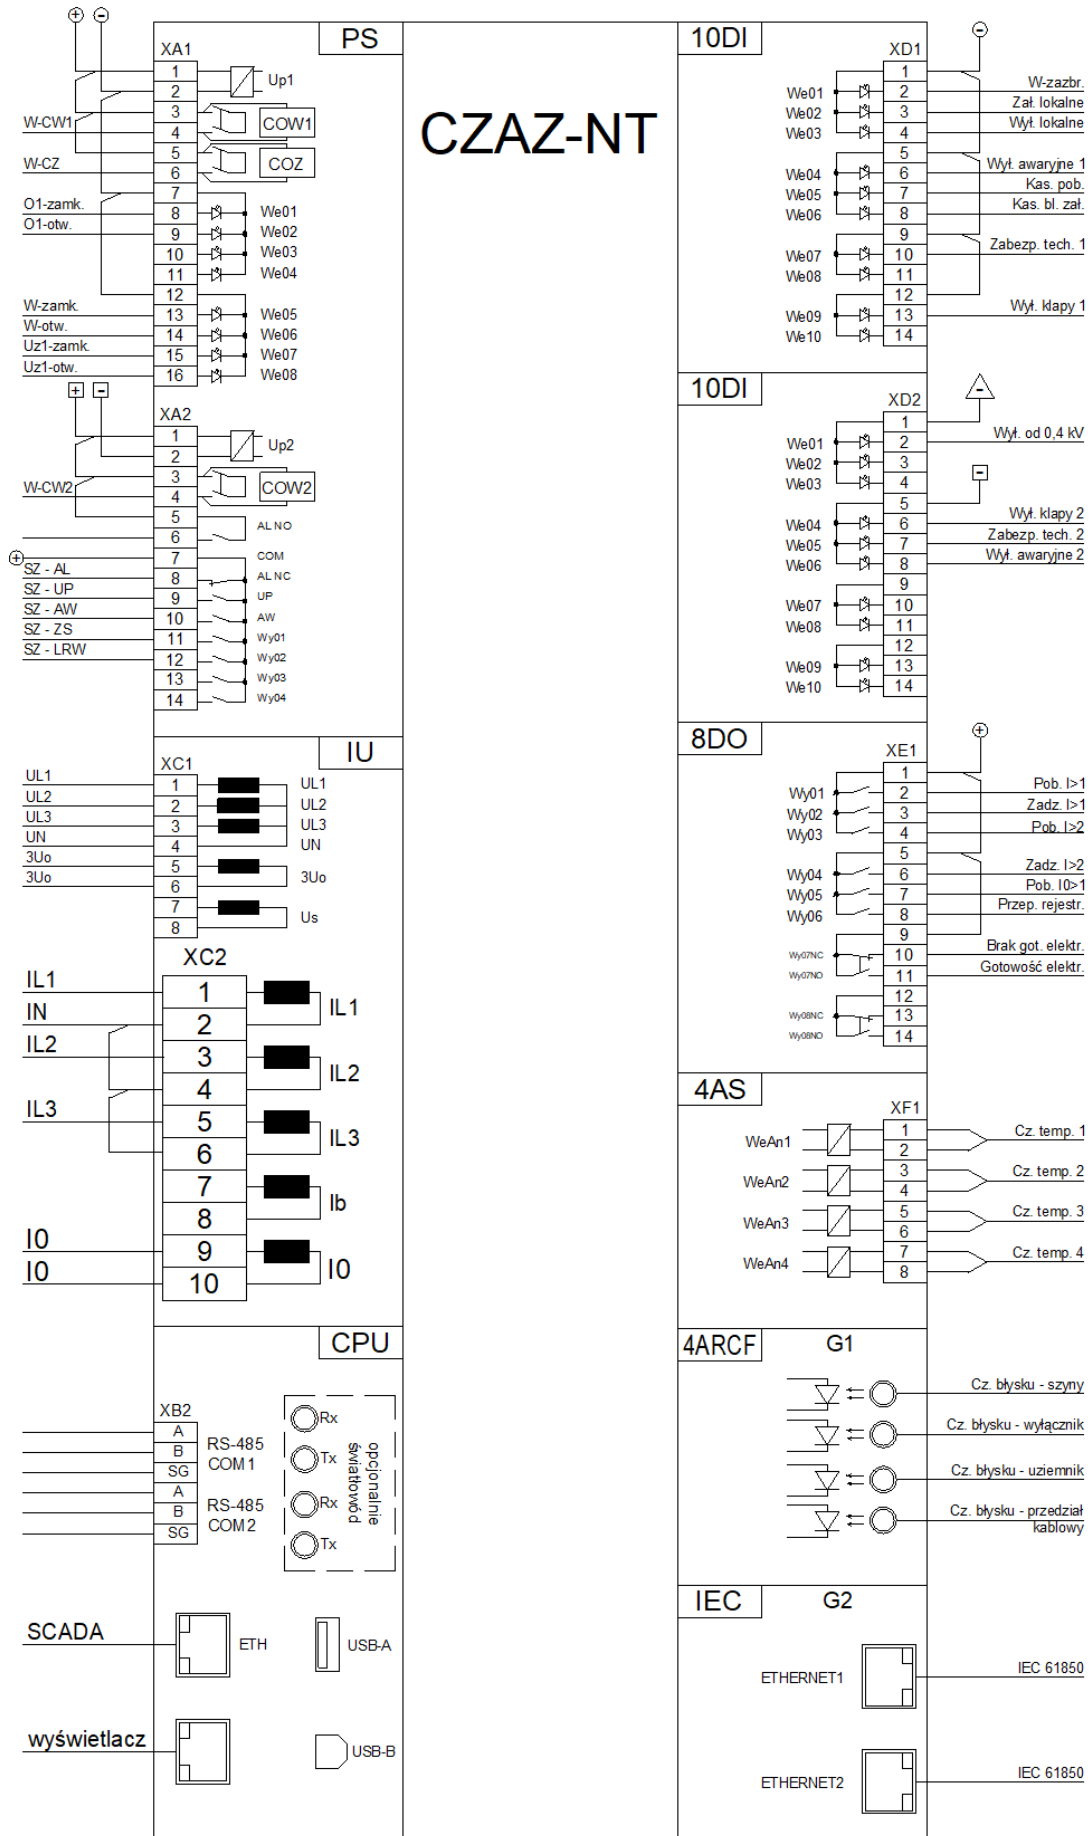 CZAZ-NT
PS
XA1
1
2
3
4
5
6
7
8
9
10
11
12
13
14
15
16
Up1
COW1
COZ
We01
We02
We03
We04
We05
We06
We07
We08
W-CW1
W-CZ
O1-zamk.
O1-otw.
W-zamk.
W-otw.
Uz1-zamk.
Uz1-otw.
XA2
1
2
3
4
5
6
7
8
9
10
11
12
13
14
Up2
COW2
AL NO
COM
AL NC
UP
AW
Wy01
Wy02
Wy03
Wy04
W-CW2
SZ - AL
SZ - UP
SZ - AW
SZ - ZS
SZ - LRW
IU
XC1
1
2
3
4
5
6
7
8
UL1
UL2
UL3
UN
3Uo
Us
UL1
UL2
UL3
UN
3Uo
3Uo
XC2
1
2
3
4
5
6
7
8
9
10
IL1
IL2
IL3
Ib
I0
IL1
IN
IL2
IL3
I0
I0
CPU
XB2
A
B
SG
A
B
SG
RS-485
COM1
RS-485
COM2
Rx
Tx
Rx
Tx
opcjonalnie
światłowód
SCADA
ETH
USB-A
wyświetlacz
USB-B
10DI
XD1
1
2
3
4
5
6
7
8
9
10
11
12
13
14
We01
We02
We03
We04
We05
We06
We07
We08
We09
We10
W-zazbr.
Zał. lokalne
Wył. lokalne
Wył. awaryjne 1
Kas. pob.
Kas. bl. zał.
Zabezp. tech. 1
Wył. klapy 1
10DI
XD2
1
2
3
4
5
6
7
8
9
10
11
12
13
14
We01
We02
We03
We04
We05
We06
We07
We08
We09
We10
Wył. od 0,4 kV
Wył. klapy 2
Zabezp. tech. 2
Wył. awaryjne 2
8DO
XE1
1
2
3
4
5
6
7
8
9
10
11
12
13
14
Wy01
Wy02
Wy03
Wy04
Wy05
Wy06
Wy07NC
Wy07NO
Wy08NC
Wy08NO
Pob. I>1
Zadz. I>1
Pob. I>2
Zadz. I>2
Pob. I0>1
Przep. rejestr.
Brak got. elektr.
Gotowość elektr.
4AS
XF1
1
2
3
4
5
6
7
8
WeAn1
WeAn2
WeAn3
WeAn4
Cz. temp. 1
Cz. temp. 2
Cz. temp. 3
Cz. temp. 4
4ARCF
G1
Cz. błysku - szyny
Cz. błysku - wyłącznik
Cz. błysku - uziemnik
Cz. błysku - przedział
kablowy
IEC
G2
ETHERNET1
IEC 61850
ETHERNET2
IEC 61850